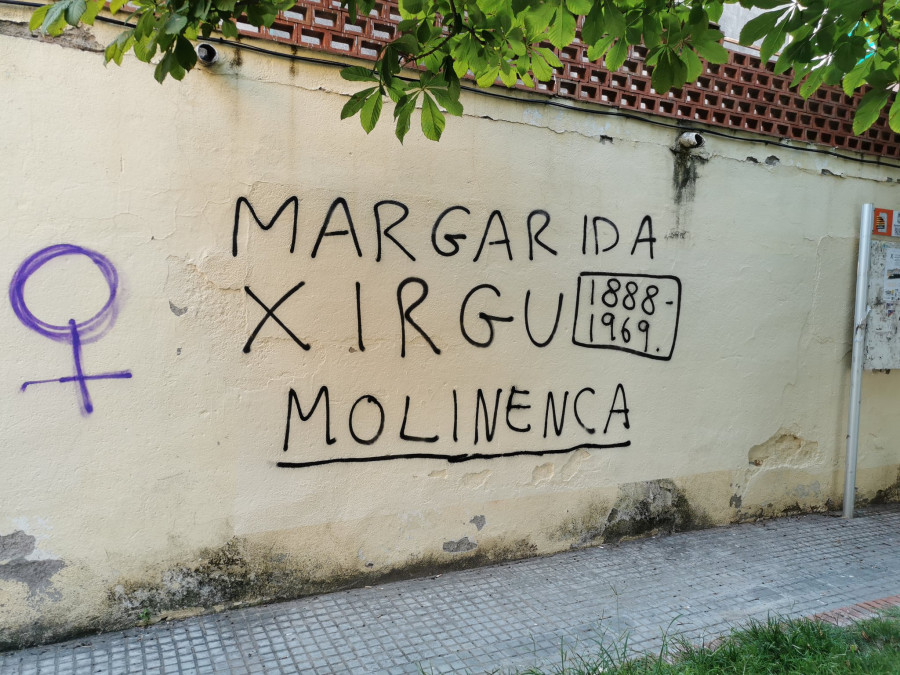 MARGARIDA
XIRGU
1888-
1969.
MOLINENCA